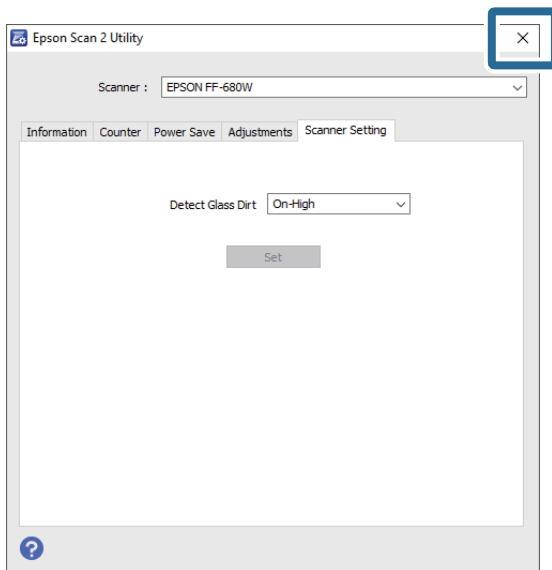 Epson Scan 2 Utility
Scanner : EPSON FF-680W
Information Counter Power Save Adjustments Scanner Setting
Detect Glass Dirt On-High
Set
?